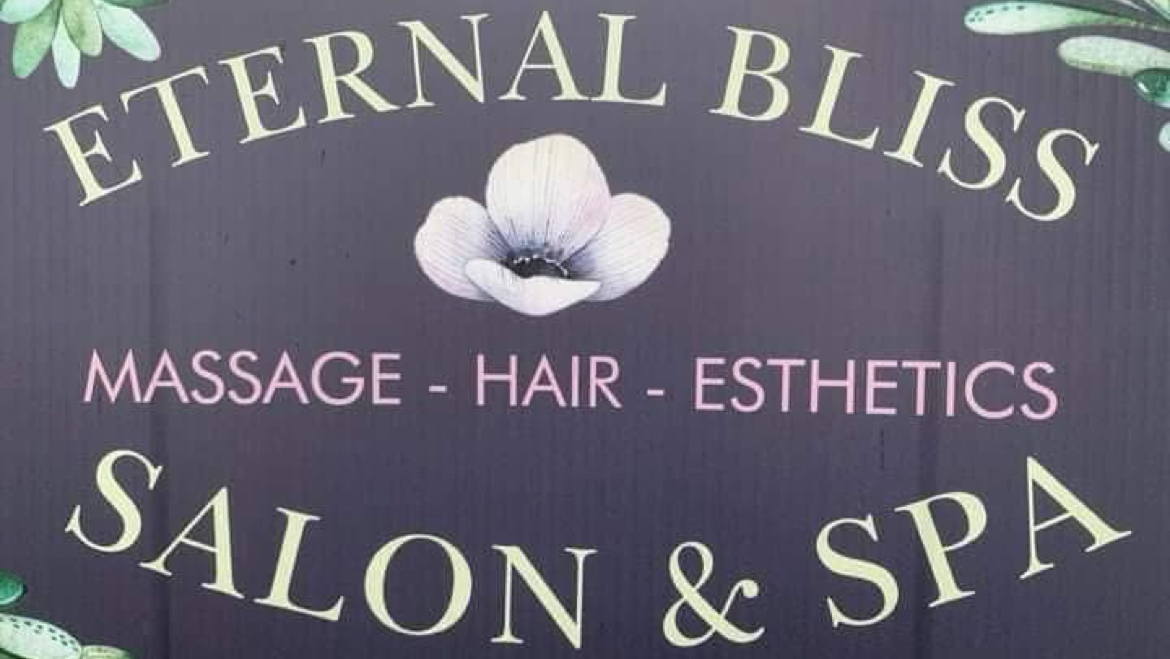 ETERNAL BLISS
MASSAGE - HAIR - ESTHETICS
SALON & SPA